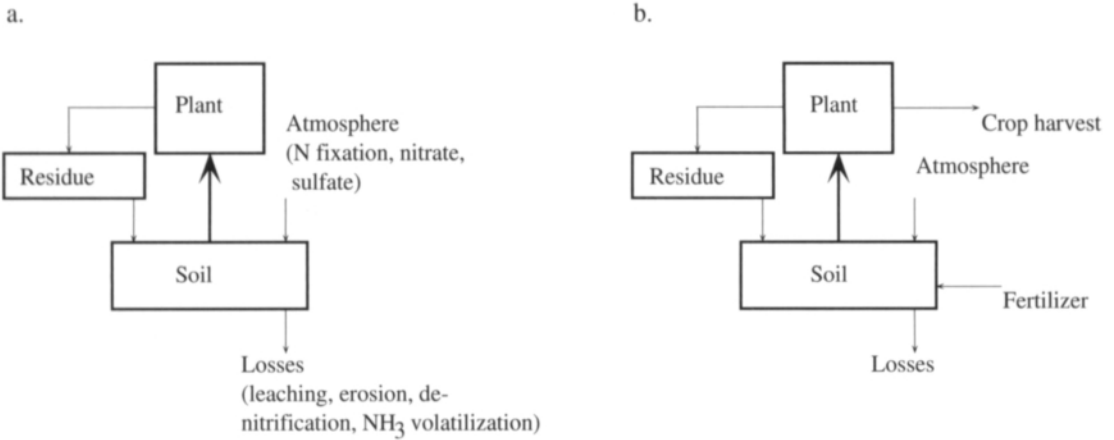 a.
Plant
Atmosphere
(N fixation, nitrate,
sulfate)
Residue
Soil
Losses
(leaching, erosion, de-
nitrification, NH3 volatilization)
b.
Plant
Crop harvest
Atmosphere
Residue
Soil
Fertilizer
Losses